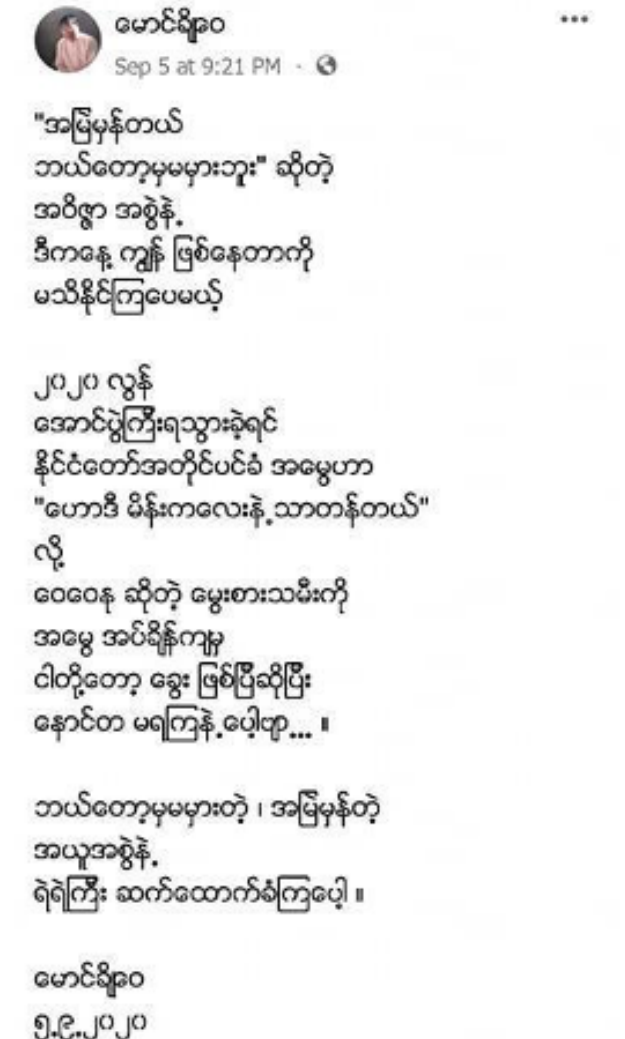 မောင်ချိုဝေ
Sep 5 at 9:21 PM ·
"အမြဲမှန်တယ်
ဘယ်တော့မှမမှားဘူး" ဆိုတဲ့
အဝိဇ္ဇာ အစွဲနဲ့
ဒီကနေ့ ကျွန် ဖြစ်နေတာကို
မသိနိုင်ကြပေမယ့်
၂၀၂၀ လွန်
အောင်ပွဲကြီးရသွားခဲ့ရင်
နိုင်ငံတော်အတိုင်ပင်ခံ အမွေဟာ
"ဟောဒီ မိန်းကလေးနဲ့ သာတန်တယ်"
လို့
ဝေဝေနု ဆိုတဲ့ မွေးစားသမီးကို
အမွေ အပ်ချိန်ကျမှ
ငါတို့တော့ ခွေး ဖြစ်ပြီဆိုပြီး
နောင်တ မရကြနဲ့ ပေါ့ဗျာ... ။
ဘယ်တော့မှမမှားတဲ့ ၊ အမြဲမှန်တဲ့
အယူအစွဲနဲ့
ရဲရဲကြီး ဆက်ထောက်ခံကြပေါ့ ။
မောင်ချိုဝေ
၅.၉.၂၀၂၀